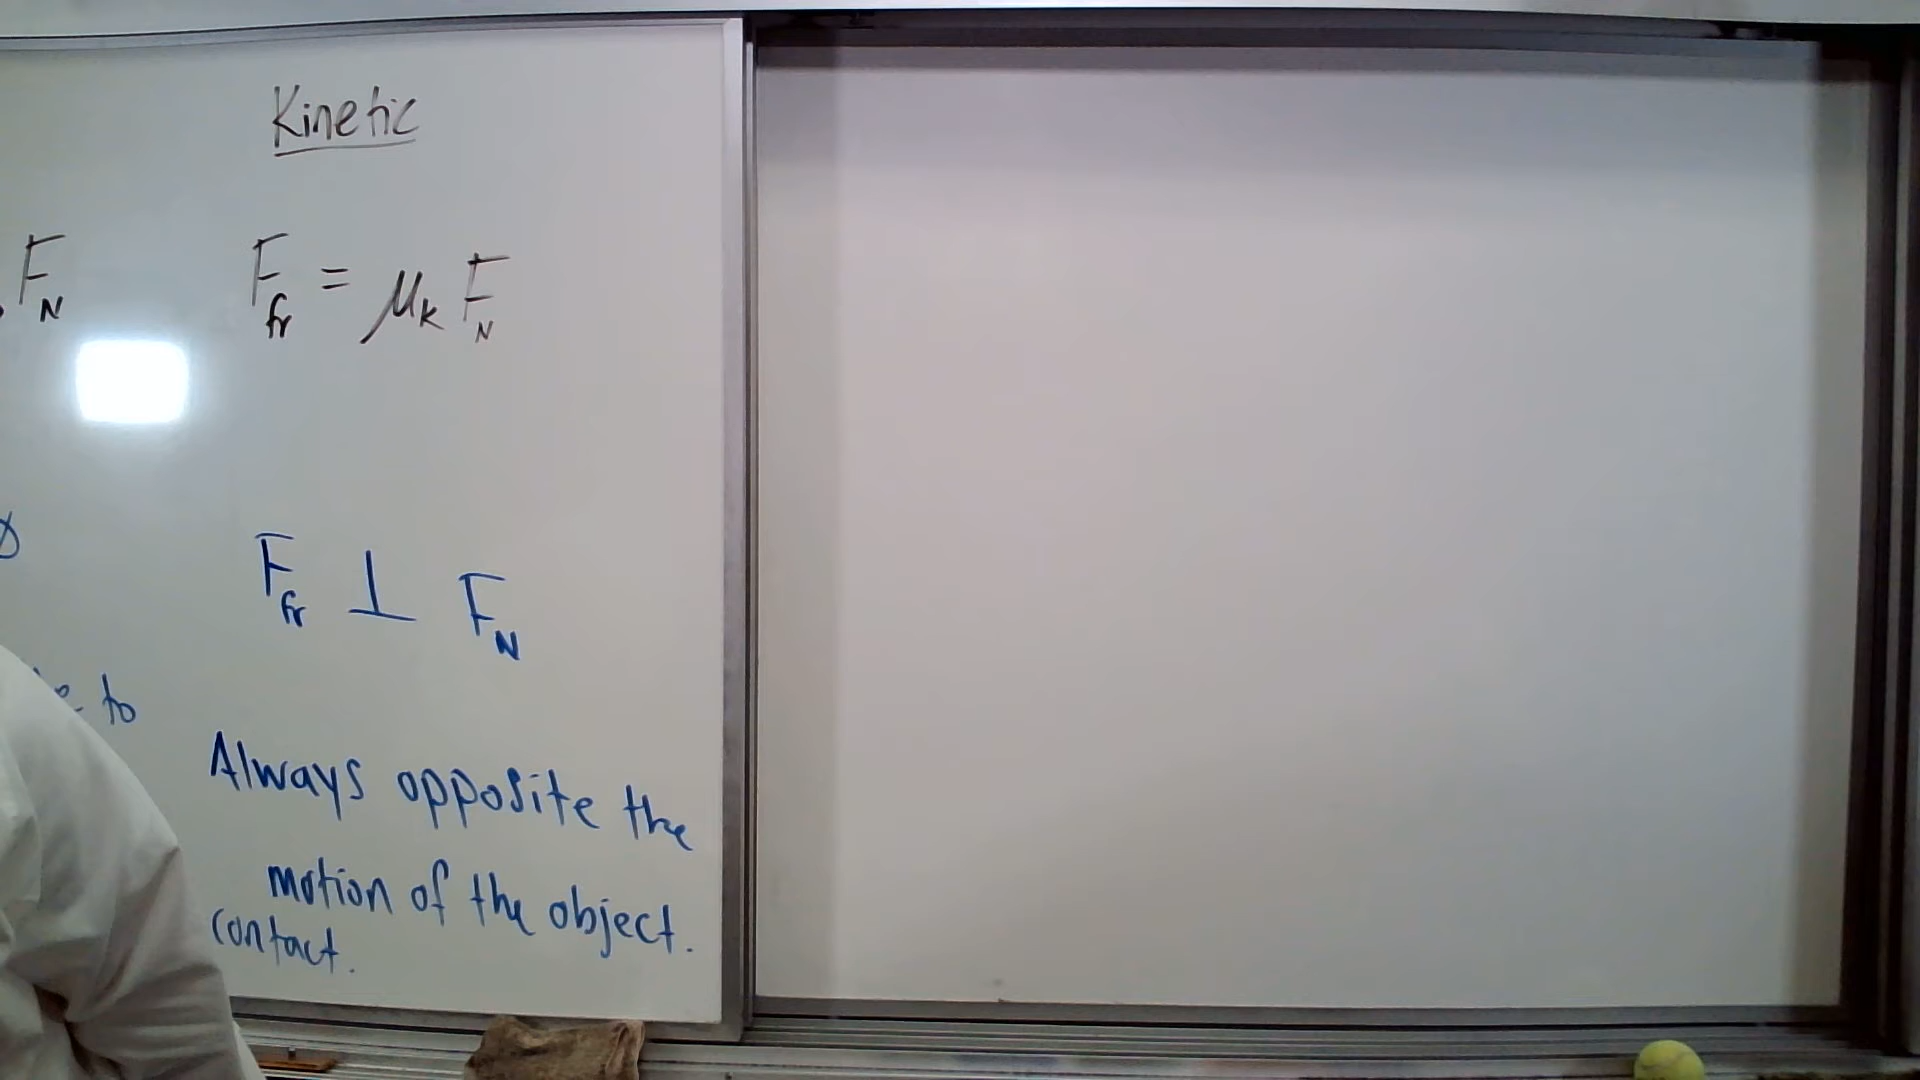 Kinetic
F_N
F_fr = μ_k F_N
F_fr ⊥ F_N
to
Always opposite the
motion of the object.
contact.